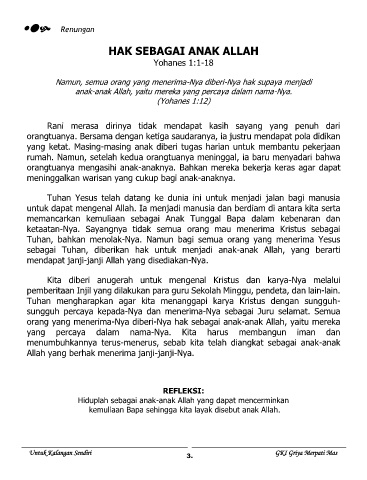 Renungan
HAK SEBAGAI ANAK ALLAH
Yohanes 1:1-18
Namun, semua orang yang menerima-Nya diberi-Nya hak supaya menjadi
anak-anak Allah, yaitu mereka yang percaya dalam nama-Nya.
(Yohanes 1:12)
Rani merasa dirinya tidak mendapat kasih sayang yang penuh dari
orangtuanya. Bersama dengan ketiga saudaranya, ia justru mendapat pola didikan
yang ketat. Masing-masing anak diberi tugas harian untuk membantu pekerjaan
rumah. Namun, setelah kedua orangtuanya meninggal, ia baru menyadari bahwa
orangtuanya mengasihi anak-anaknya. Bahkan mereka bekerja keras agar dapat
meninggalkan warisan yang cukup bagi anak-anaknya.
Tuhan Yesus telah datang ke dunia ini untuk menjadi jalan bagi manusia
untuk dapat mengenal Allah. Ia menjadi manusia dan berdiam di antara kita serta
memancarkan kemuliaan sebagai Anak Tunggal Bapa dalam kebenaran dan
ketaatan-Nya. Sayangnya tidak semua orang mau menerima Kristus sebagai
Tuhan, bahkan menolak-Nya. Namun bagi semua orang yang menerima Yesus
sebagai Tuhan, diberikan hak untuk menjadi anak-anak Allah, yang berarti
mendapat janji-janji Allah yang disediakan-Nya.
Kita diberi anugerah untuk mengenal Kristus dan karya-Nya melalui
pemberitaan Injil yang dilakukan para guru Sekolah Minggu, pendeta, dan lain-lain.
Tuhan mengharapkan agar kita menanggapi karya Kristus dengan sungguh-
sungguh percaya kepada-Nya dan menerima-Nya sebagai Juru selamat. Semua
orang yang menerima-Nya diberi-Nya hak sebagai anak-anak Allah, yaitu mereka
yang percaya dalam nama-Nya. Kita harus membangun iman dan
menumbuhkannya terus-menerus, sebab kita telah diangkat sebagai anak-anak
Allah yang berhak menerima janji-janji-Nya.
REFLEKSI:
Hiduplah sebagai anak-anak Allah yang dapat mencerminkan
kemuliaan Bapa sehingga kita layak disebut anak Allah.
Untuk Kalangan Sendiri
3.
GKI Griya Merpati Mas